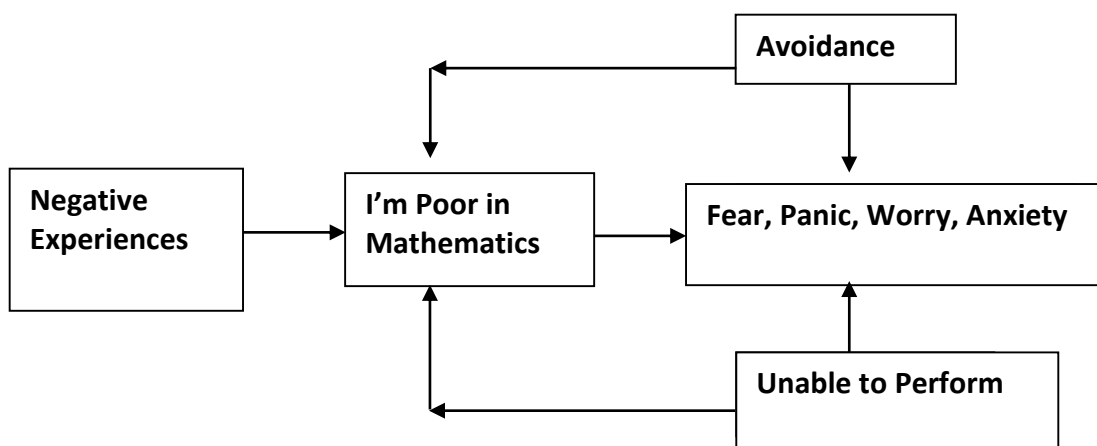 Avoidance
Negative
Experiences
I’m Poor in
Mathematics
Fear, Panic, Worry, Anxiety
Unable to Perform